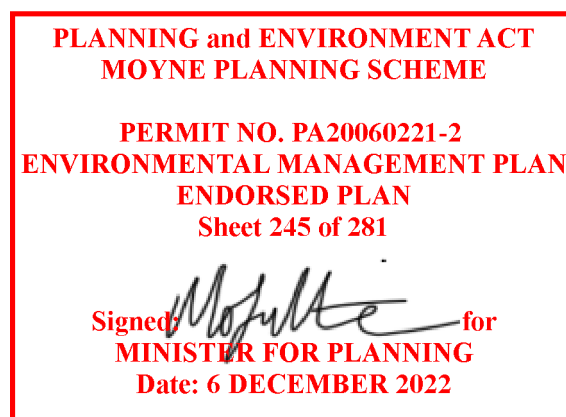 PLANNING and ENVIRONMENT ACT
MOYNE PLANNING SCHEME
PERMIT NO. PA20060221-2
ENVIRONMENTAL MANAGEMENT PLAN
ENDORSED PLAN
Sheet 245 of 281
Signed: for
MINISTER FOR PLANNING
Date: 6 DECEMBER 2022